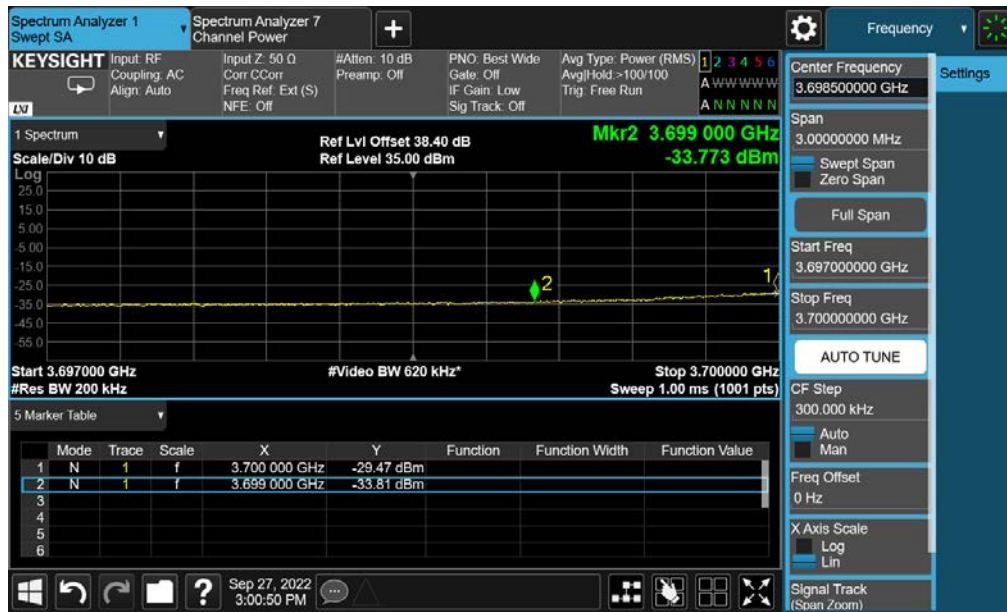 Spectrum Analyzer 1
Swept SA
Spectrum Analyzer 7
Channel Power
+
Frequency
KEYSIGHT
LXI
Input: RF
Coupling: AC
Align: Auto
Input Z: 50 Ω
Corr CCorr
Freq Ref: Ext (S)
NFE: Off
#Atten: 10 dB
Preamp: Off
PNO: Best Wide
Gate: Off
IF Gain: Low
Sig Track: Off
Avg Type: Power (RMS)
Avg|Hold:>100/100
Trig: Free Run
1 2 3 4 5 6
A W W W W W
A N N N N N
1 Spectrum
Scale/Div 10 dB
Ref Lvl Offset 38.40 dB
Ref Level 35.00 dBm
Mkr2 3.699 000 GHz
-33.773 dBm
Log
25.0
15.0
5.00
-5.00
-15.0
-25.0
-35.0
-45.0
-55.0
2
1
Start 3.697000 GHz
#Res BW 200 kHz
#Video BW 620 kHz*
Stop 3.700000 GHz
Sweep 1.00 ms (1001 pts)
5 Marker Table
Mode Trace Scale X Y Function Function Width Function Value
1 N 1 f 3.700 000 GHz -29.47 dBm
2 N 1 f 3.699 000 GHz -33.81 dBm
3
4
5
6
?
Sep 27, 2022
3:00:50 PM
Center Frequency
3.698500000 GHz
Settings
Span
3.00000000 MHz
Swept Span
Zero Span
Full Span
Start Freq
3.697000000 GHz
Stop Freq
3.700000000 GHz
AUTO TUNE
CF Step
300.000 kHz
Auto
Man
Freq Offset
0 Hz
X Axis Scale
Log
Lin
Signal Track
(Span Zoom)